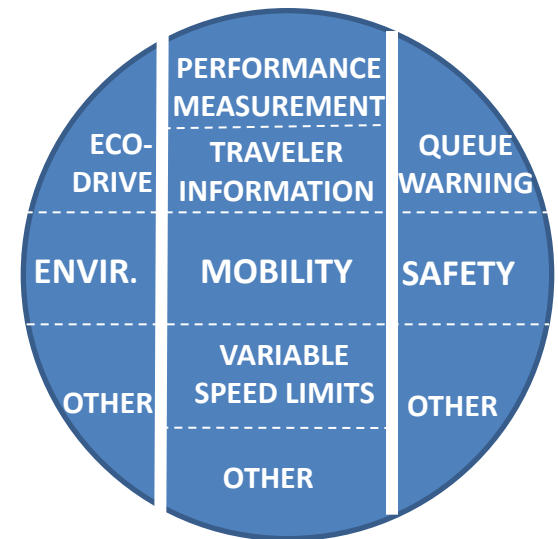 ECO-
DRIVE
ENVIR.
OTHER
PERFORMANCE
MEASUREMENT
TRAVELER
INFORMATION
MOBILITY
VARIABLE
SPEED LIMITS
OTHER
QUEUE
WARNING
SAFETY
OTHER